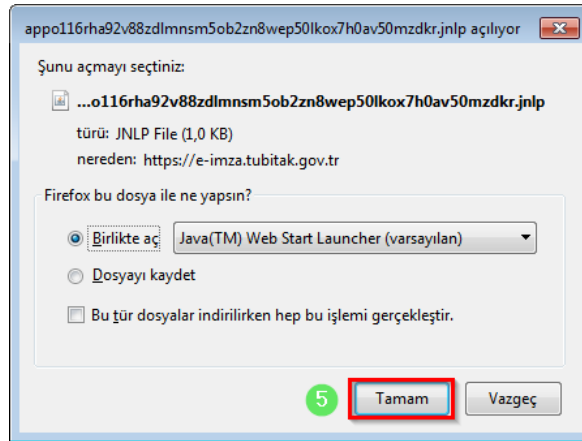 appo116rha92v88zdlmnsm5ob2zn8wep50lkox7h0av50mzdkr.jnlp açılıyor
Şunu açmayı seçtiniz:
...o116rha92v88zdlmnsm5ob2zn8wep50lkox7h0av50mzdkr.jnlp
türü: JNLP File (1,0 KB)
nereden: https://e-imza.tubitak.gov.tr
Firefox bu dosya ile ne yapsın?
Birlikte aç Java(TM) Web Start Launcher (varsayılan)
Dosyayı kaydet
Bu tür dosyalar indirilirken hep bu işlemi gerçekleştir.
5 Tamam Vazgeç